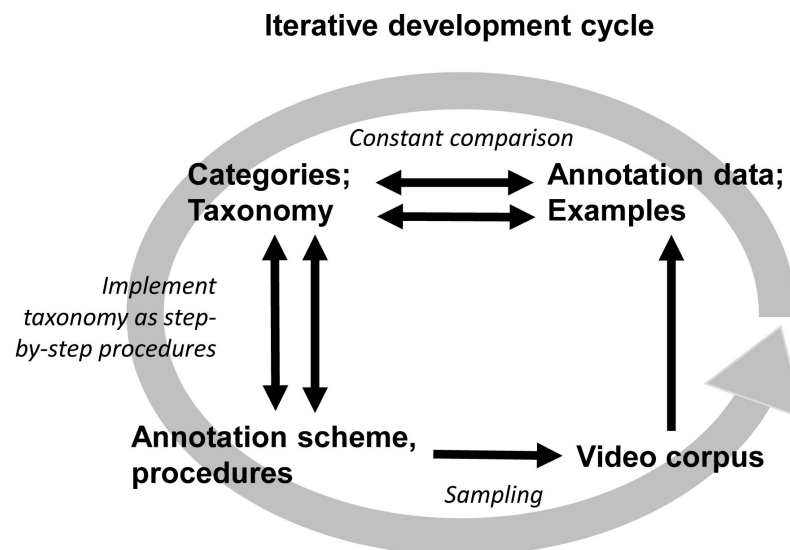 Iterative development cycle
Constant comparison
Categories;
Taxonomy
Annotation data;
Examples
Implement
taxonomy as step-
by-step procedures
Annotation scheme,
procedures
Video corpus
Sampling